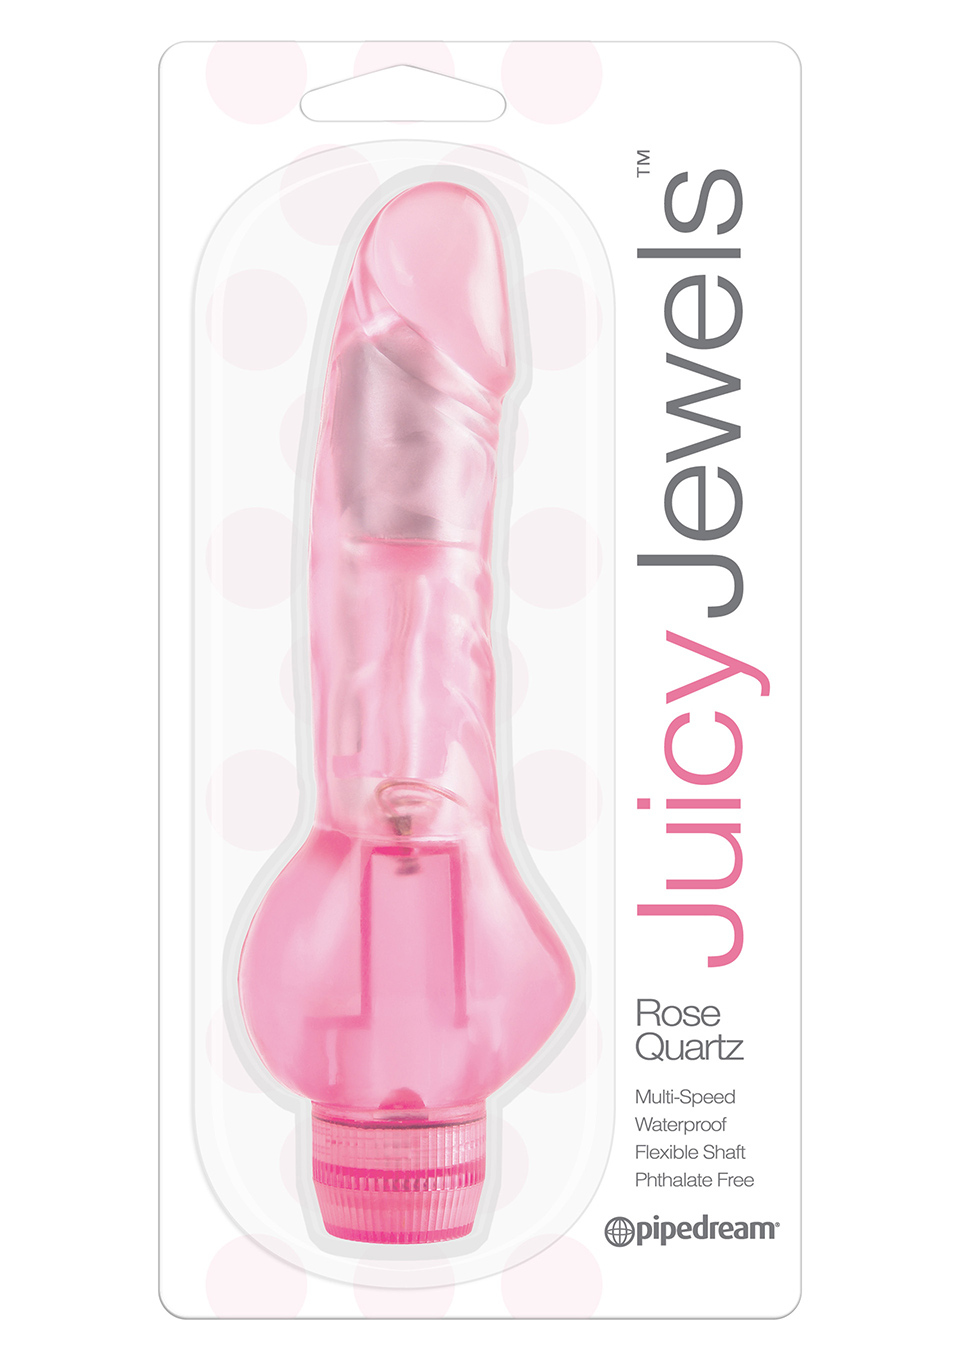 Juicy Jewels™
Rose
Quartz
Multi-Speed
Waterproof
Flexible Shaft
Phthalate Free
pipedream®